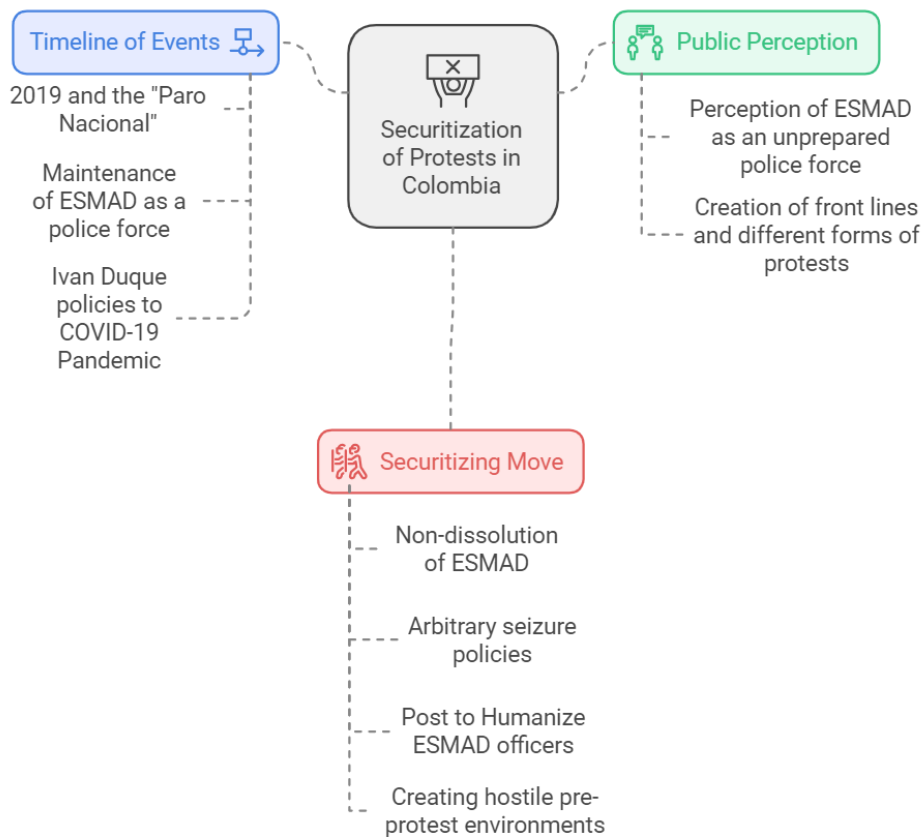 Timeline of Events
2019 and the "Paro
Nacional"
Maintenance
of ESMAD as a
police force
Ivan Duque
policies to
COVID-19
Pandemic
Securitization
of Protests in
Colombia
Public Perception
Perception of ESMAD
as an unprepared
police force
Creation of front lines
and different forms of
protests
Securitizing Move
Non-dissolution
of ESMAD
Arbitrary seizure
policies
Post to Humanize
ESMAD officers
Creating hostile pre-
protest environments